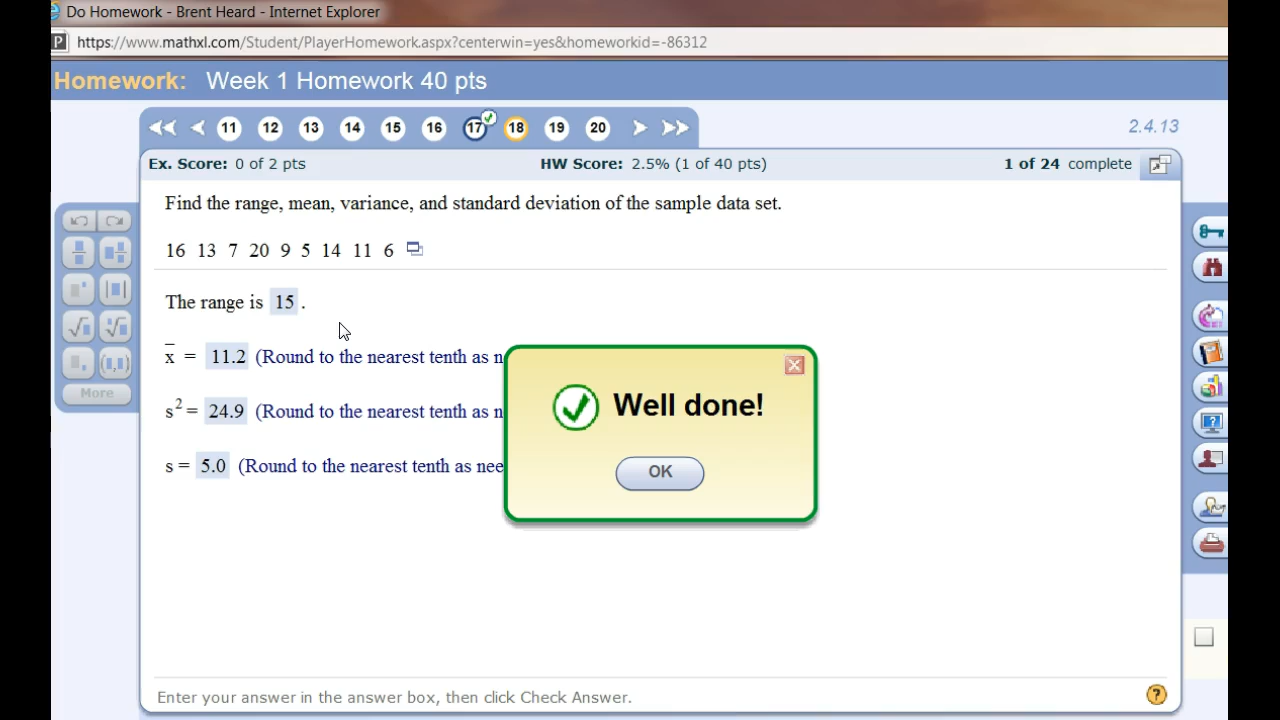 Do Homework - Brent Heard - Internet Explorer
P https://www.mathxl.com/Student/PlayerHomework.aspx?centerwin=yes&homeworkid=-86312
Homework: Week 1 Homework 40 pts
11 12 13 14 15 16 17 18 19 20
2.4.13
Ex. Score: 0 of 2 pts HW Score: 2.5% (1 of 40 pts) 1 of 24 complete
Find the range, mean, variance, and standard deviation of the sample data set.
16 13 7 20 9 5 14 11 6
The range is 15 .
x̄ = 11.2 (Round to the nearest tenth as n
s² = 24.9 (Round to the nearest tenth as n
s = 5.0 (Round to the nearest tenth as nee
More
Well done!
OK
Enter your answer in the answer box, then click Check Answer.
?